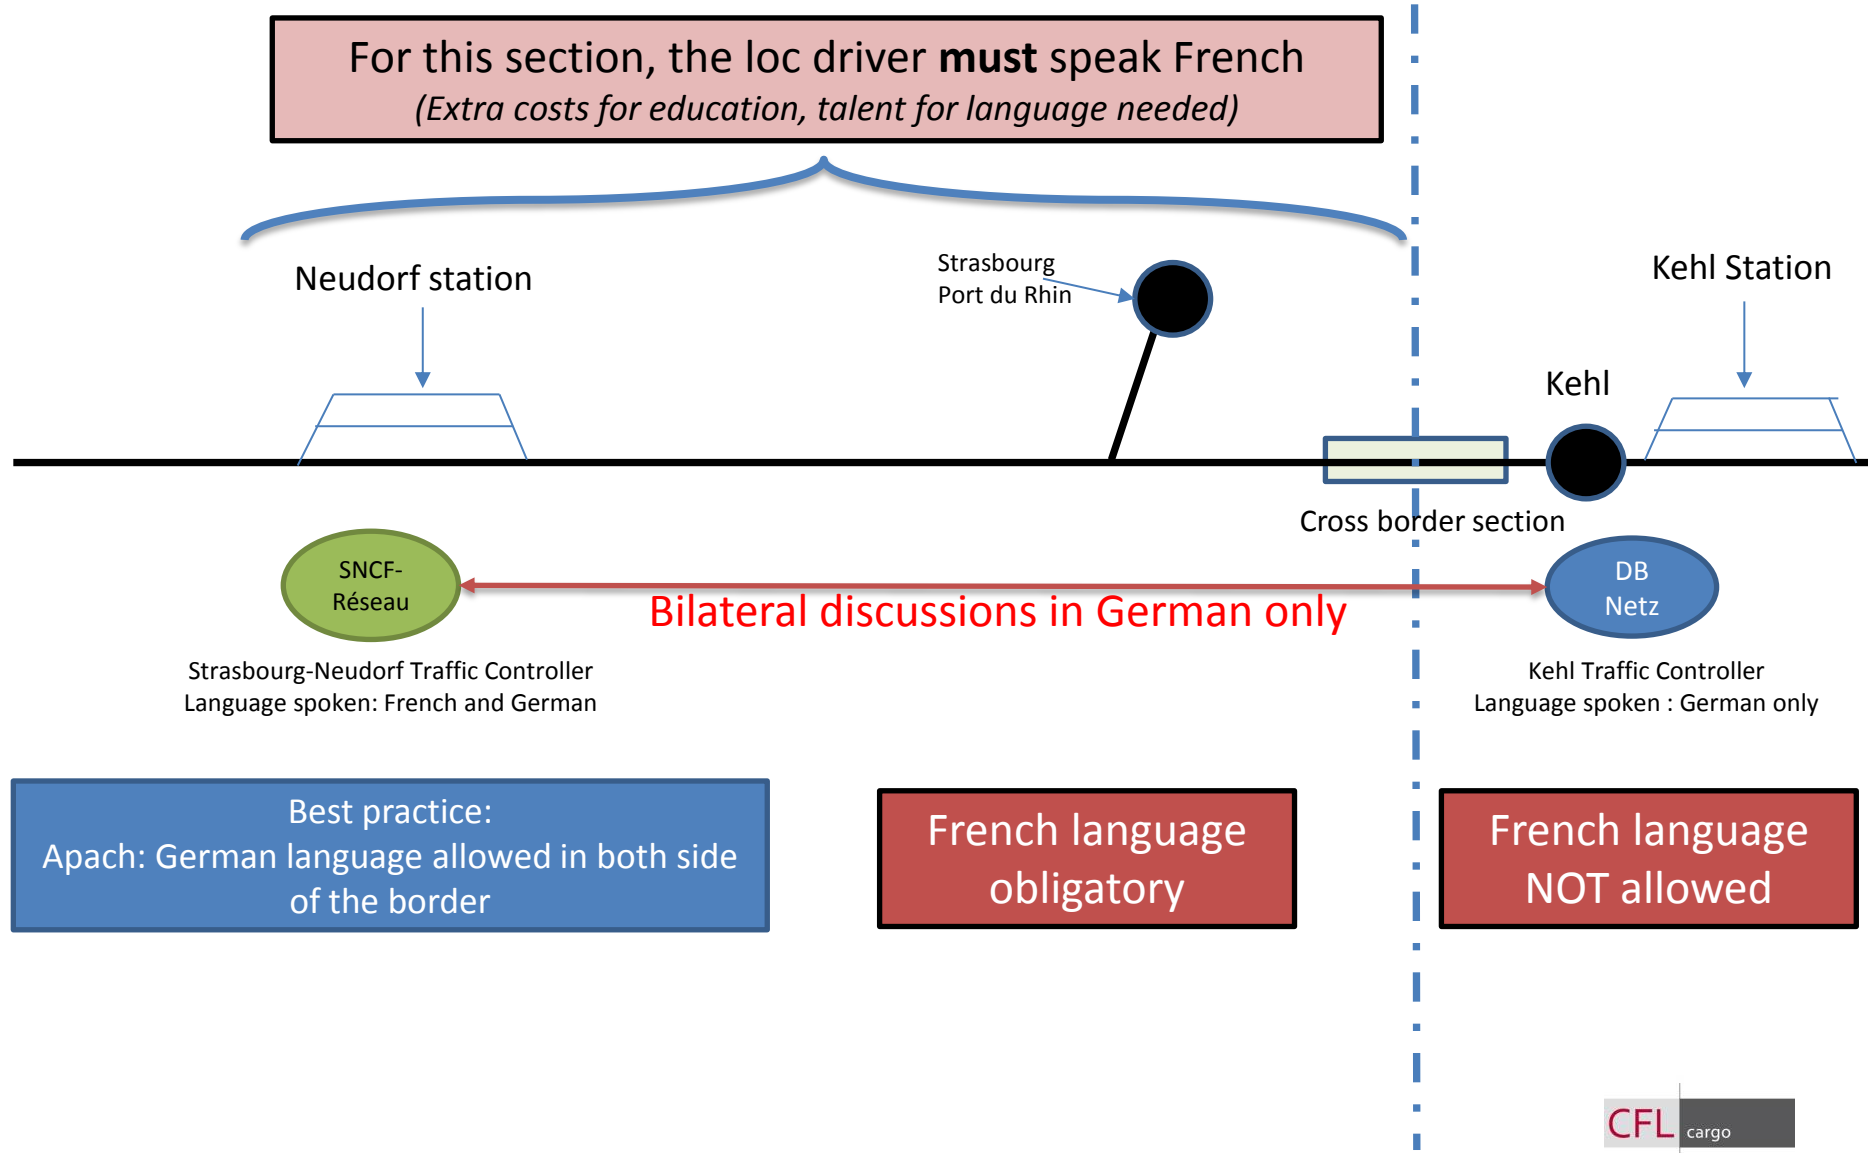 For this section, the loc driver must speak French
(Extra costs for education, talent for language needed)
Neudorf station
Strasbourg
Port du Rhin
Kehl Station
Kehl
Cross border section
SNCF-
Réseau
DB
Netz
Bilateral discussions in German only
Strasbourg-Neudorf Traffic Controller
Language spoken: French and German
Kehl Traffic Controller
Language spoken : German only
Best practice:
Apach: German language allowed in both side
of the border
French language
obligatory
French language
NOT allowed
CFL cargo